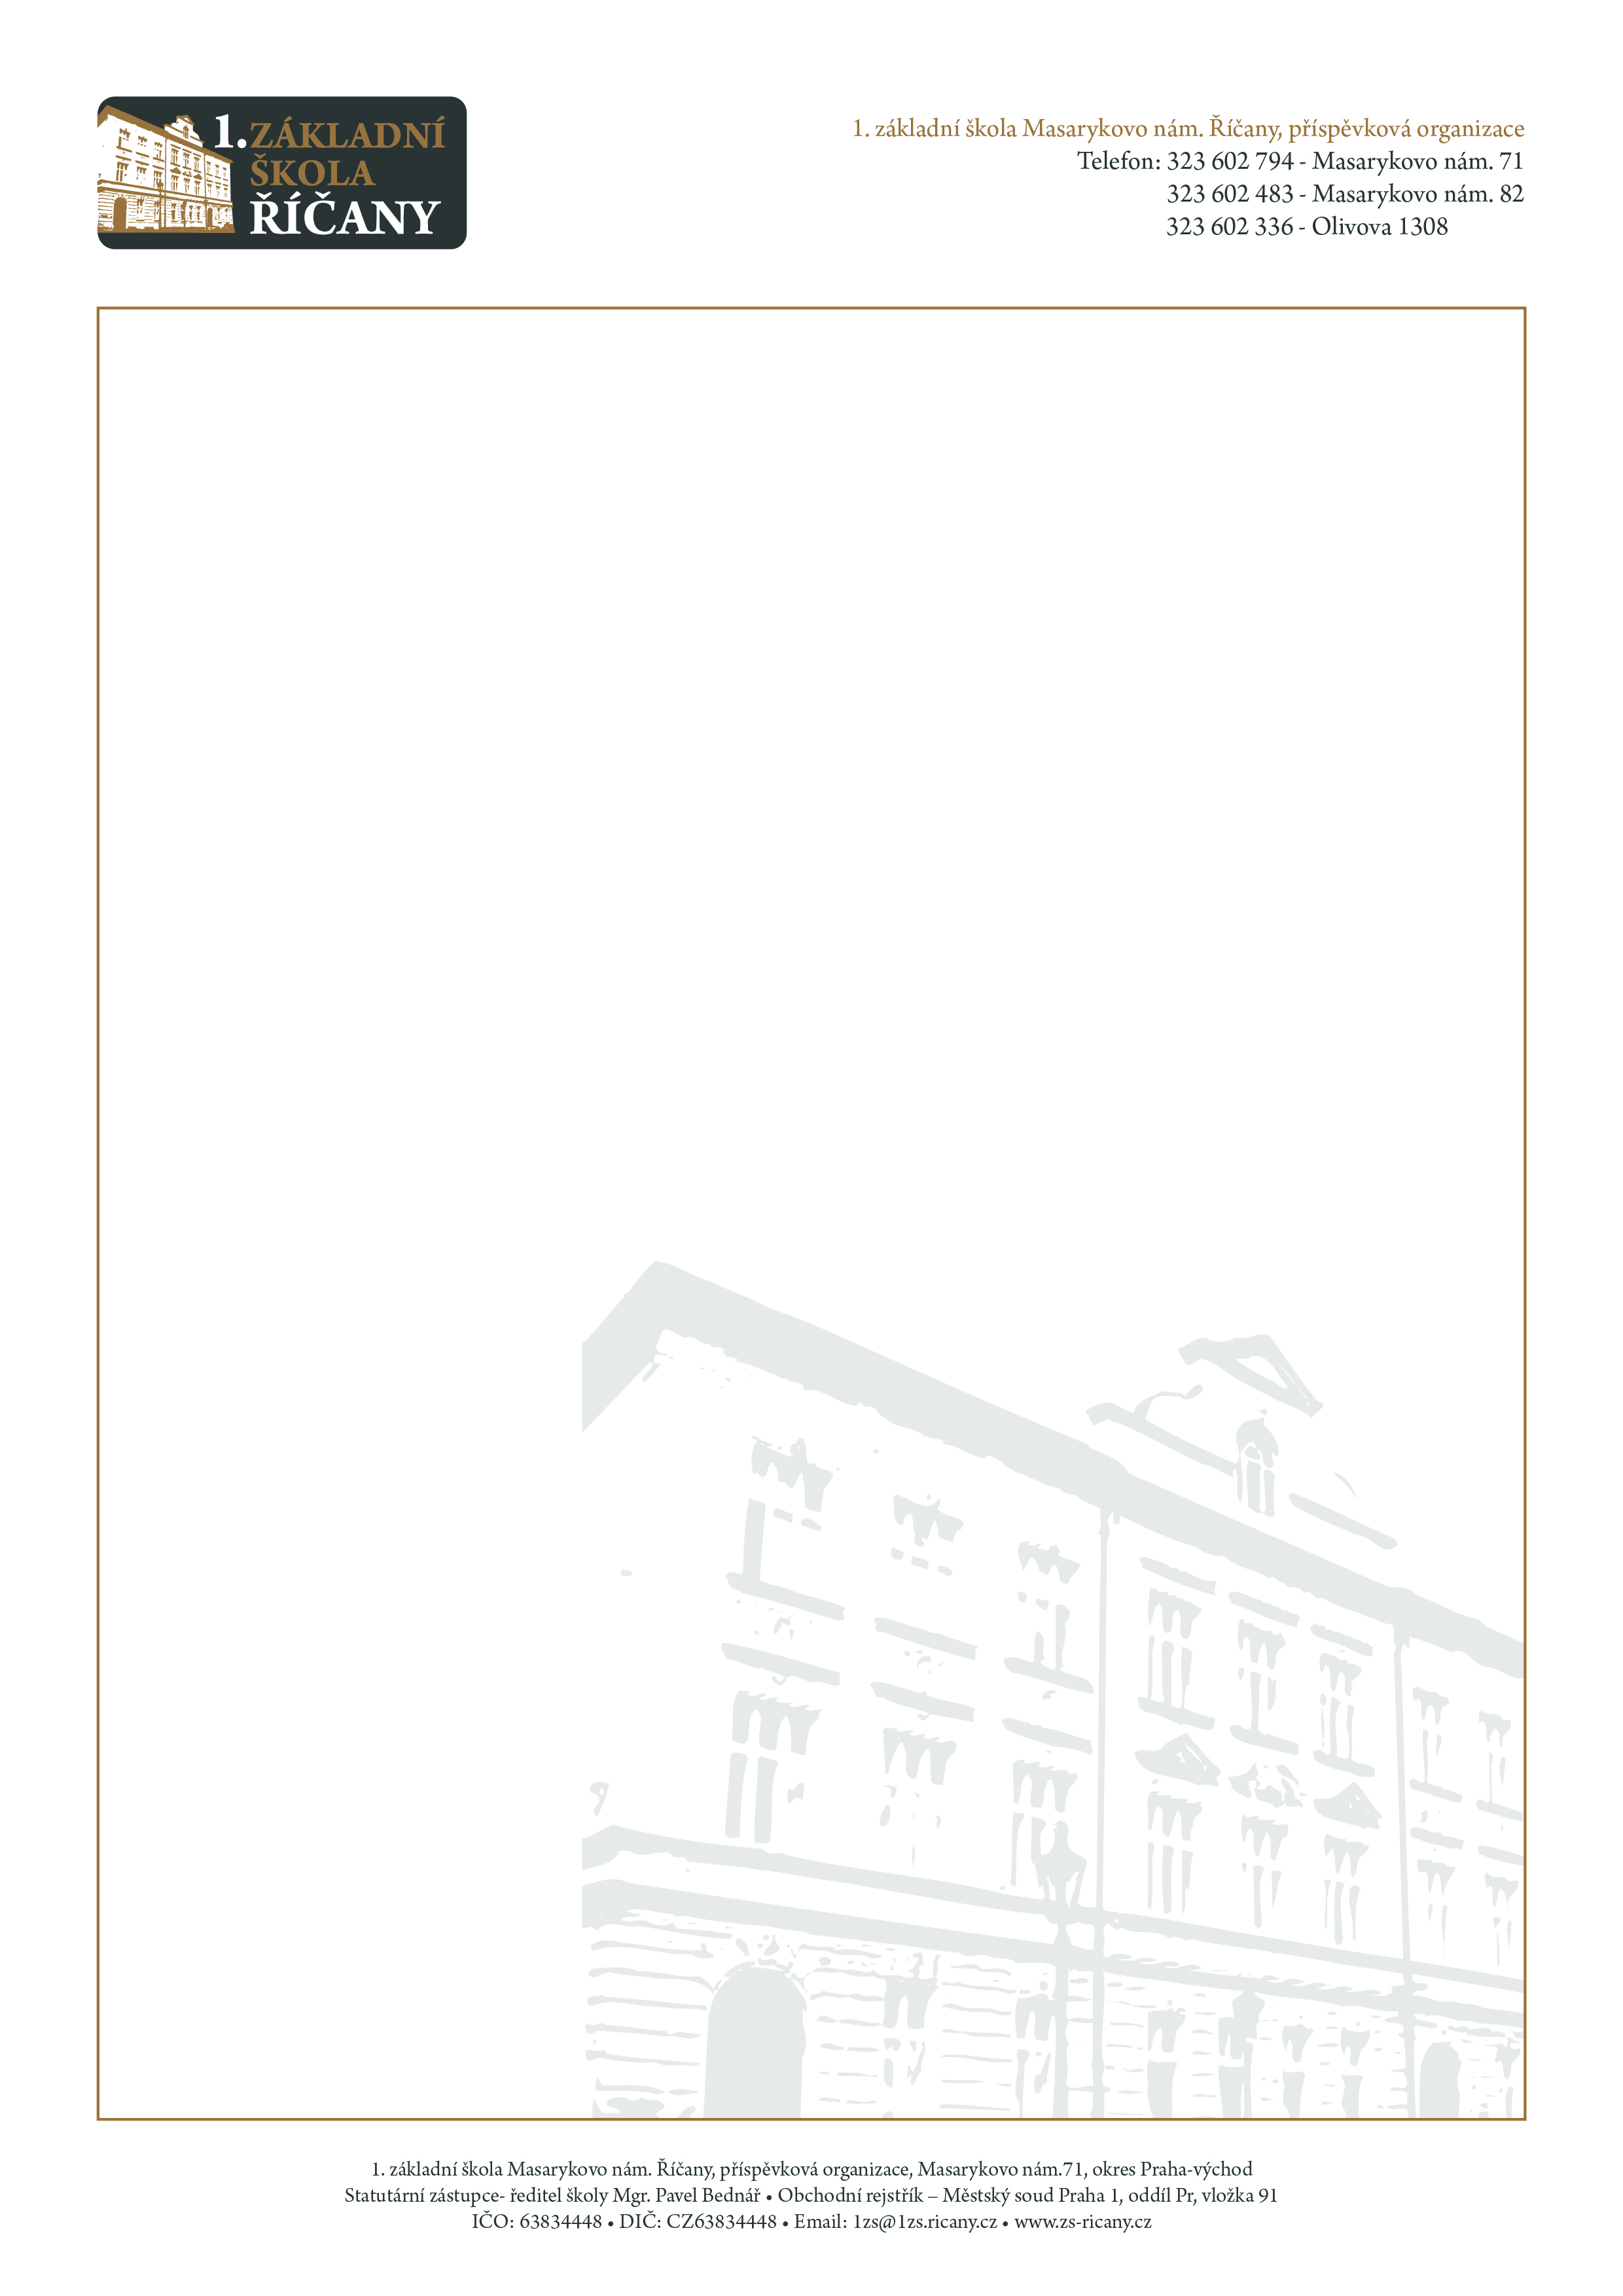 1. ZÁKLADNÍ
ŠKOLA
ŘÍČANY
1. základní škola Masarykovo nám. Říčany, příspěvková organizace
Telefon: 323 602 794 - Masarykovo nám. 71
323 602 483 - Masarykovo nám. 82
323 602 336 - Olivova 1308
1. základní škola Masarykovo nám. Říčany, příspěvková organizace, Masarykovo nám.71, okres Praha-východ
Statutární zástupce- ředitel školy Mgr. Pavel Bednář • Obchodní rejstřík – Městský soud Praha 1, oddíl Pr, vložka 91
IČO: 63834448 • DIČ: CZ63834448 • Email: 1zs@1zs.ricany.cz • www.zs-ricany.cz